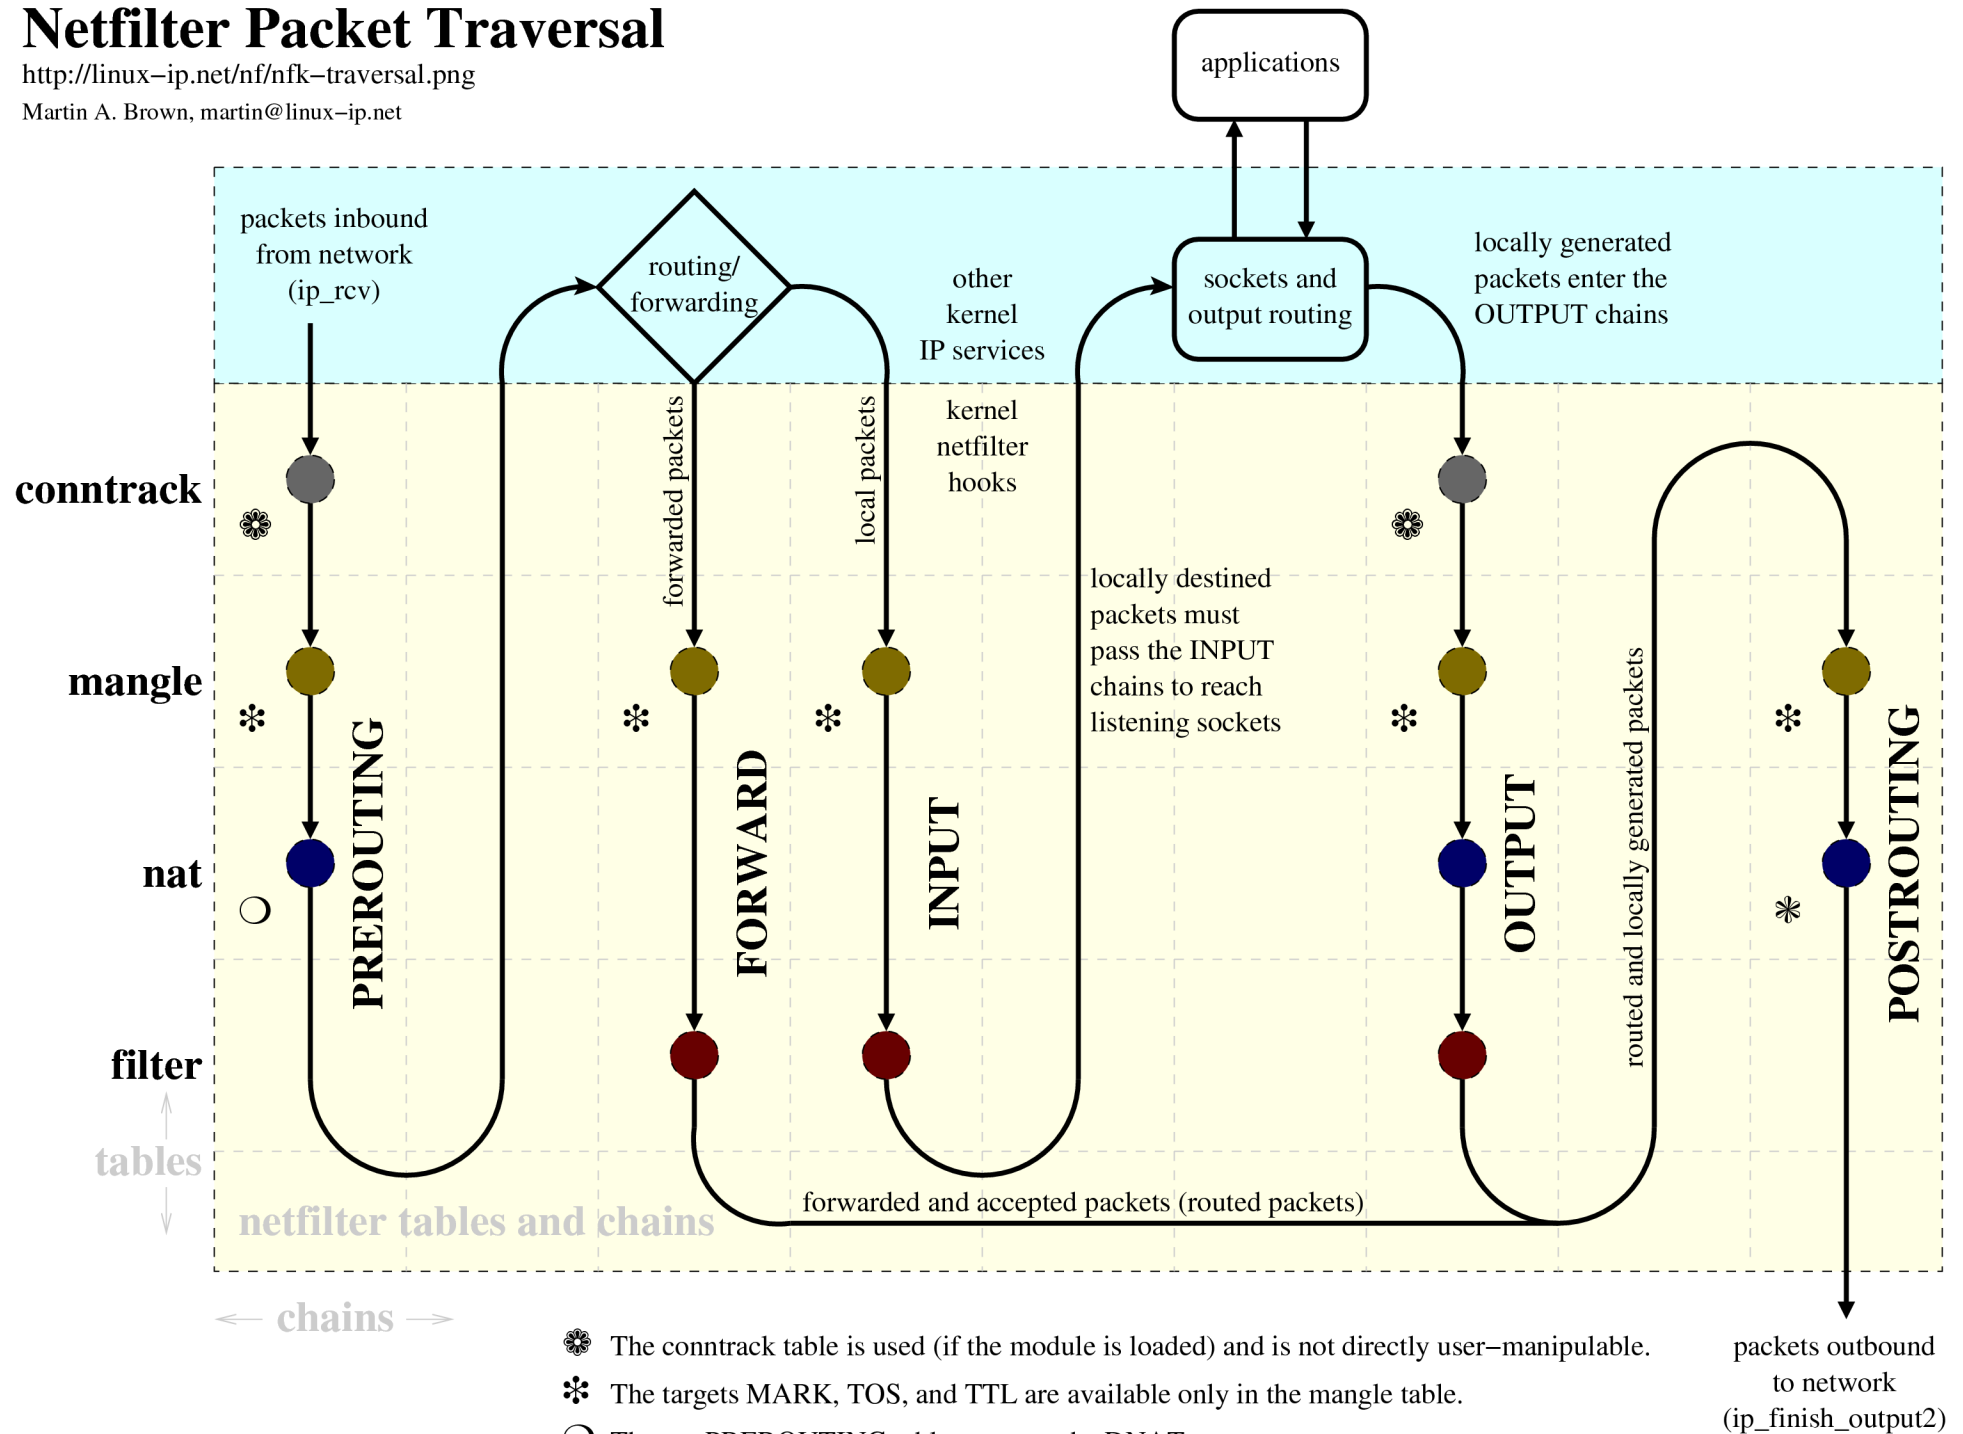 Netfilter Packet Traversal
http://linux−ip.net/nf/nfk−traversal.png
Martin A. Brown, martin@linux−ip.net
applications
packets inbound
from network
(ip_rcv)
routing/
forwarding
other
kernel
IP services
sockets and
output routing
locally generated
packets enter the
OUTPUT chains
kernel
netfilter
hooks
forwarded packets
local packets
conntrack
locally destined
packets must
pass the INPUT
chains to reach
listening sockets
mangle
nat
filter
PREROUTING
FORWARD
INPUT
OUTPUT
routed and locally generated packets
POSTROUTING
tables
netfilter tables and chains
forwarded and accepted packets (routed packets)
chains
The conntrack table is used (if the module is loaded) and is not directly user−manipulable.
The targets MARK, TOS, and TTL are available only in the mangle table.
packets outbound
to network
(ip_finish_output2)